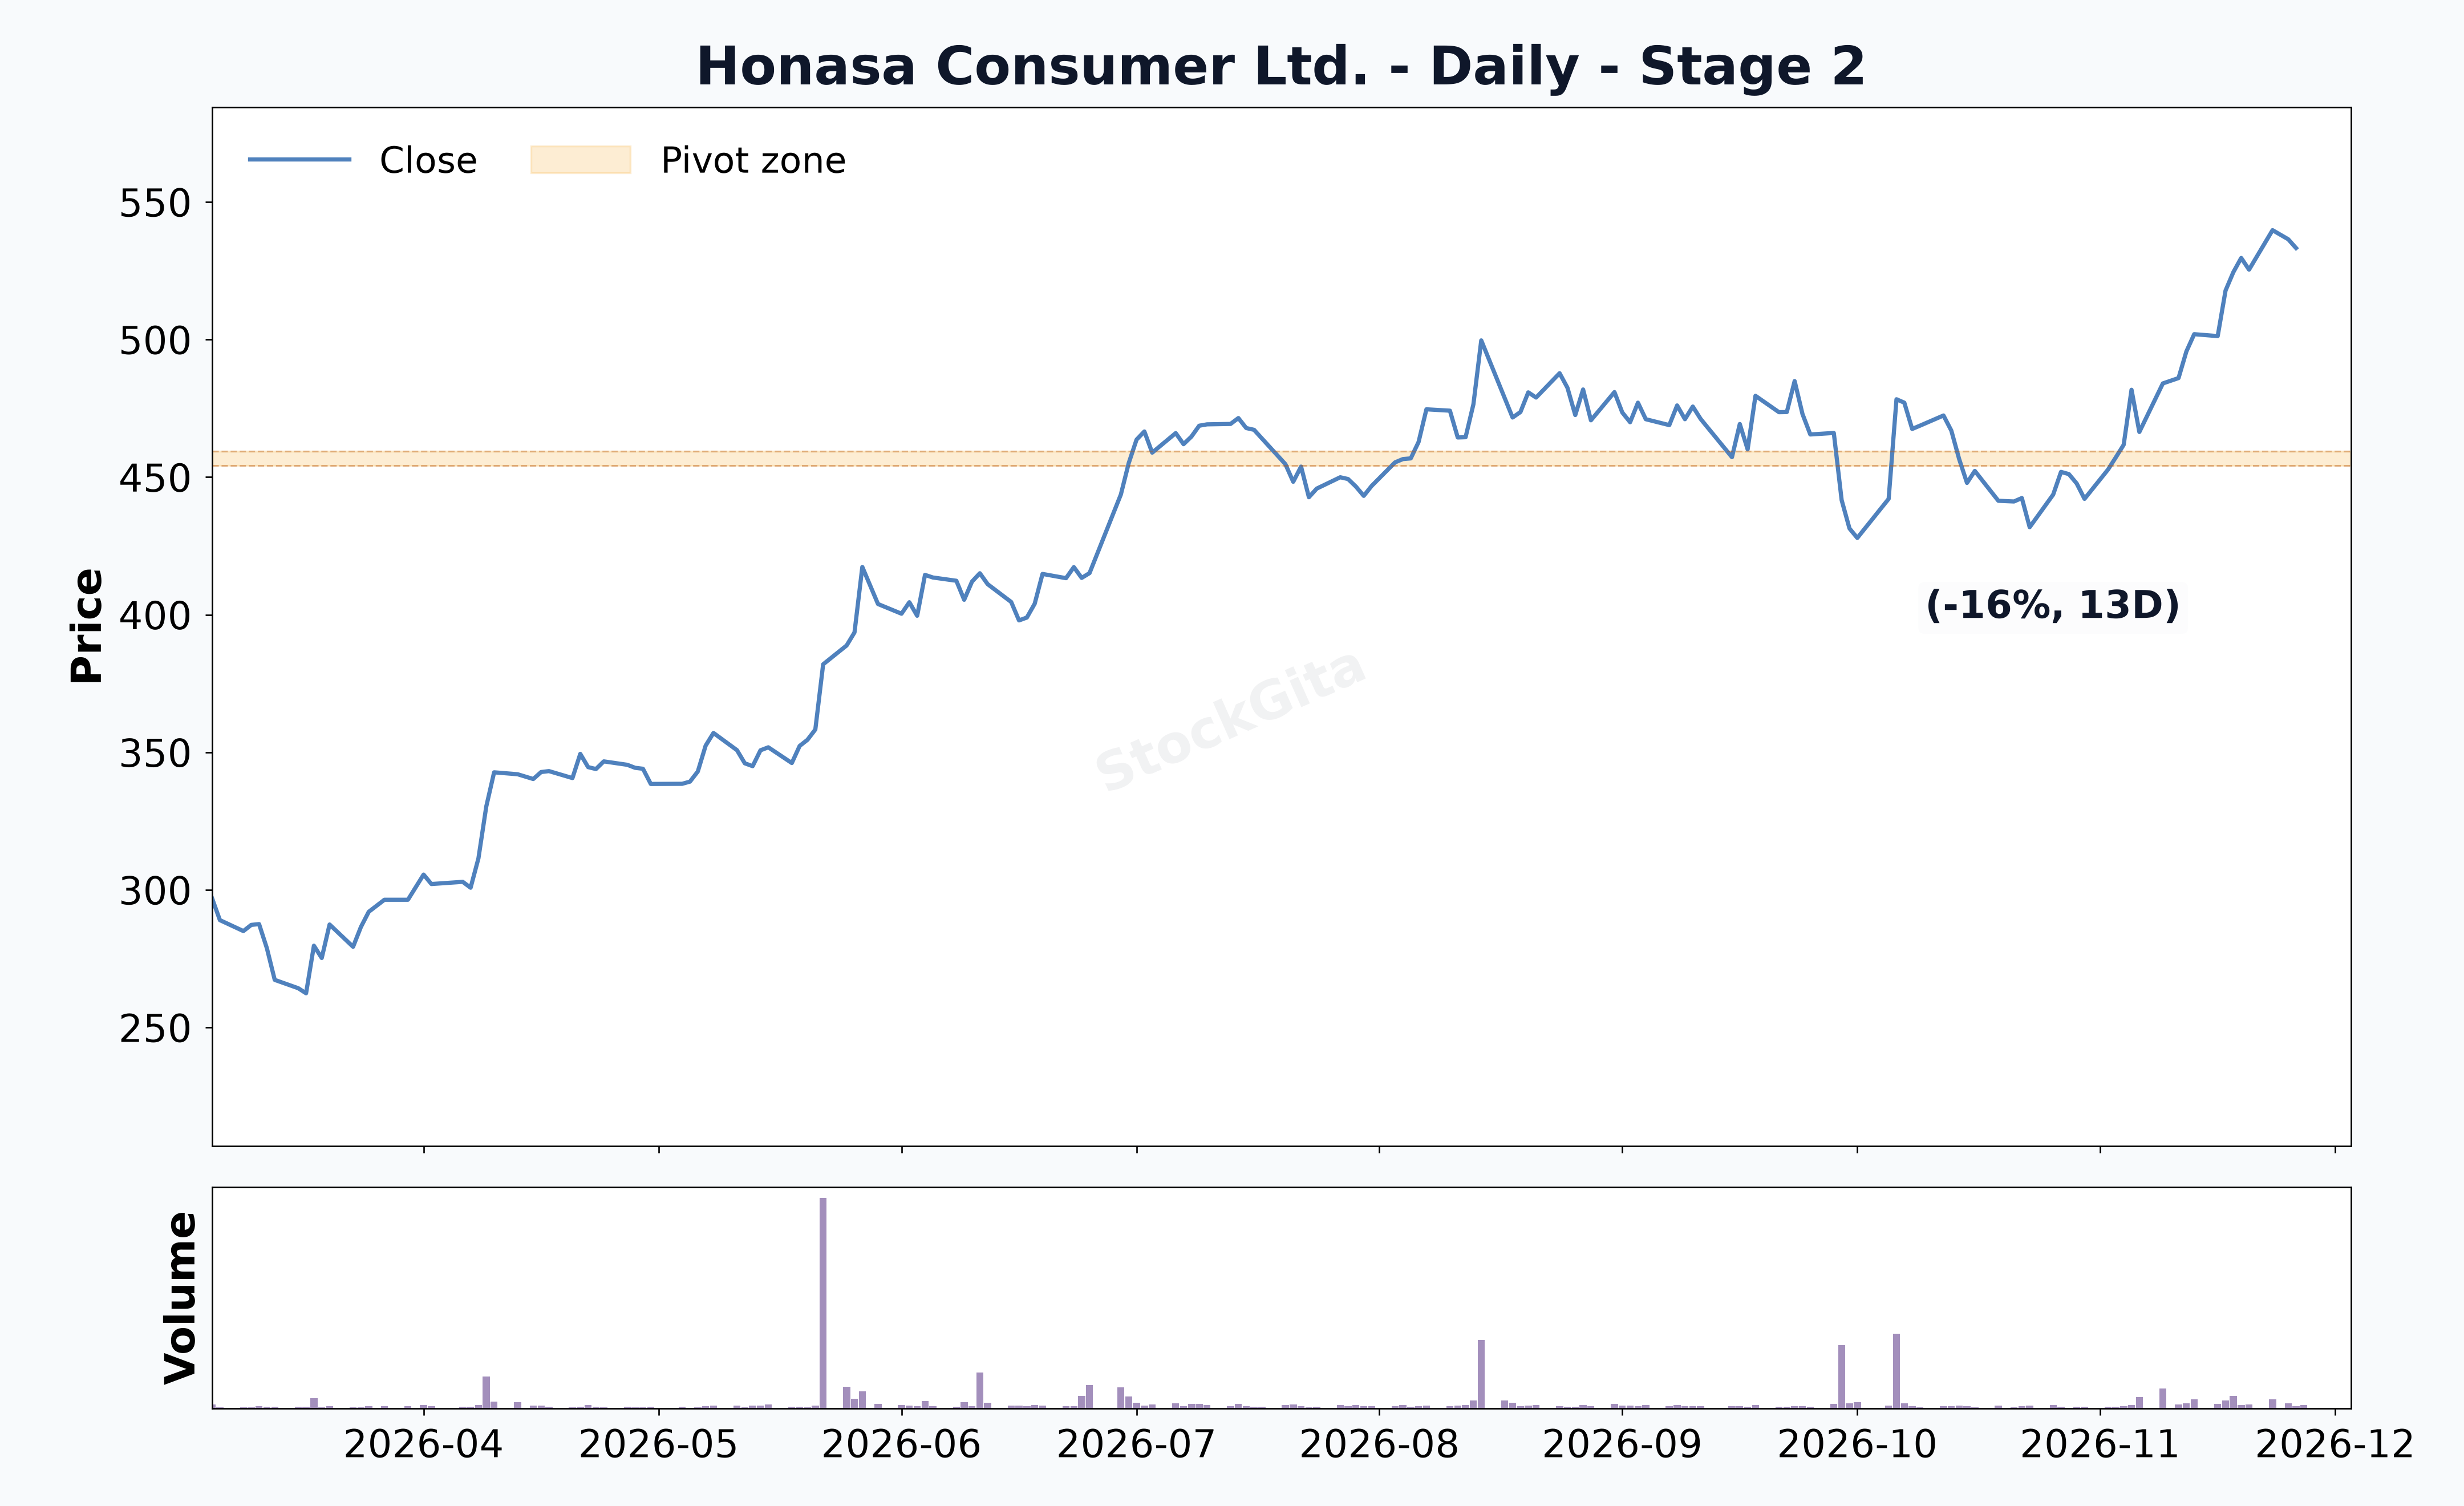 Honasa Consumer Ltd. - Daily - Stage 2
Close
Pivot zone
550
500
450
400
350
300
250
Price
(-16%, 13D)
StockGita
Volume
2026-04
2026-05
2026-06
2026-07
2026-08
2026-09
2026-10
2026-11
2026-12